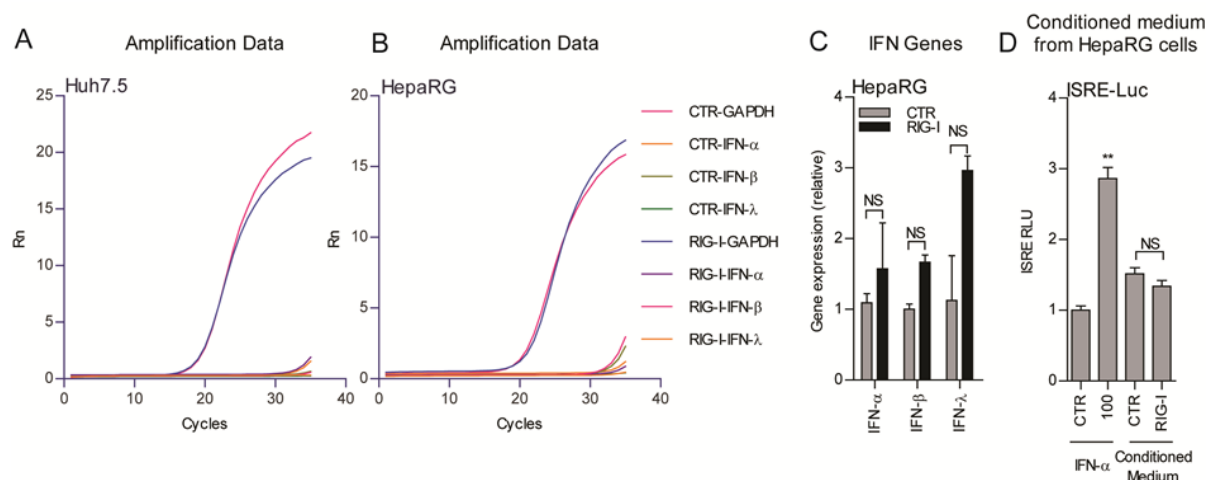 A
Amplification Data
Huh7.5
25
20
15
10
5
0
Rn
0
10
20
30
40
Cycles
B
Amplification Data
HepaRG
20
15
10
5
0
Rn
0
10
20
30
40
Cycles
CTR-GAPDH
CTR-IFN-α
CTR-IFN-β
CTR-IFN-λ
RIG-I-GAPDH
RIG-I-IFN-α
RIG-I-IFN-β
RIG-I-IFN-λ
C
IFN Genes
HepaRG
CTR
RIG-I
4
3
2
1
0
Gene expression (relative)
NS
NS
NS
IFN-α
IFN-β
IFN-λ
D
Conditioned medium
from HepaRG cells
ISRE-Luc
4
3
2
1
0
ISRE RLU
**
NS
CTR
100
CTR
RIG-I
IFN-α
Conditioned
Medium